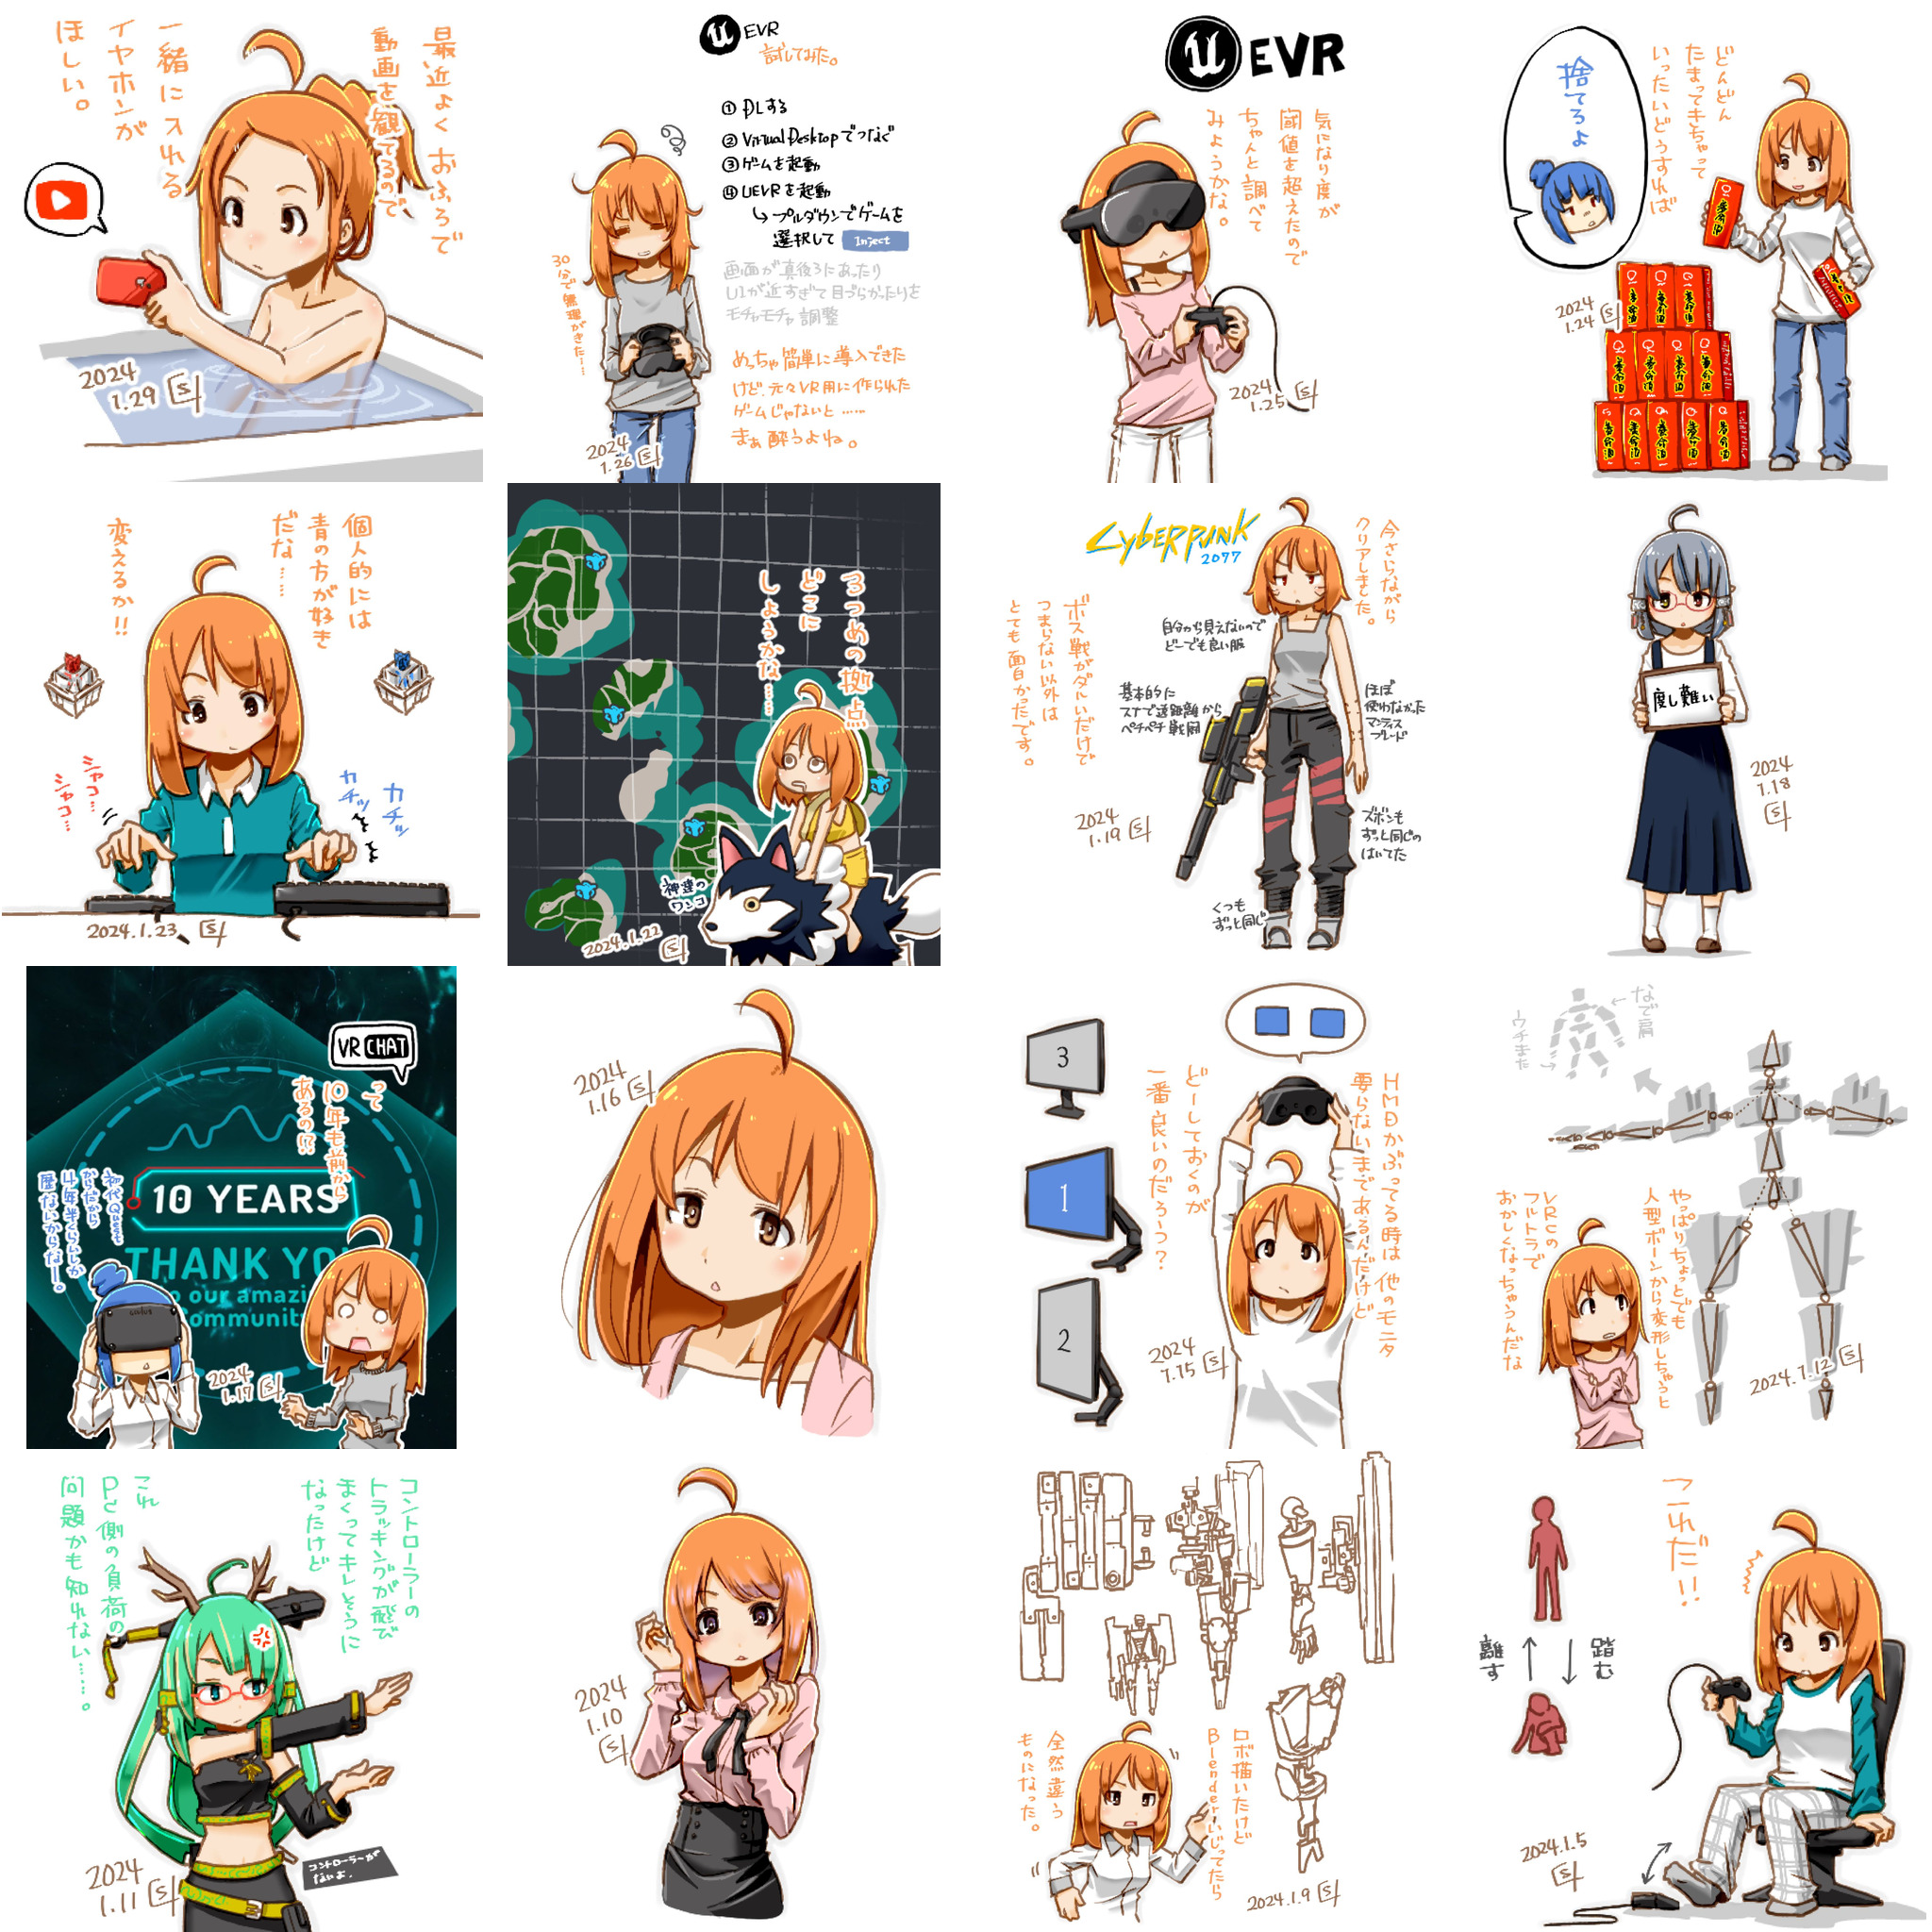 最近よくおふろで
動画を観てるので
一緒に入れる
イヤホンが
ほしい。
2024
1.29
EVR
試してみた。
① DLする
② Virtual Desktopでつなぐ
③ ゲームを起動
④ UEVRを起動
↳ プルダウンでゲームを
選択して Inject
画面が真後ろにあったり
UIが近すぎて目づらかったりを
モチャモチャ調整
30分で無理がきた…
めっちゃ簡単に導入できた
けど、元々VR用に作られた
ゲームじゃないと……
まぁ酔うよね。
2024
1.26
EVR
気になり度が
閾値を超えたので
ちゃんと調べて
みようかな。
2024
1.25
どんどん
たまってきちゃって
いったいどうすれば
捨てろよ
養命酒
2024
1.24
個人的には
青の方が好き
だな……
変えるか!!
シャコ…
シャコ…
カチッ
カチッ
2024.1.23
3つめの拠点
どこに
しようかな……
神速の
ワンコ
2024.1.22
CYBERPUNK
2077
今さらながら
クリアしました。
自分から見えないので
どーでも良い服
ボス戦がダルいだけで
つまらない以外は
とても面白かったです。
基本的に
スナで遠距離から
ペチペチ戦闘
ほぼ
使わなかった
マンティス
ブレード
ズボンも
ずっと同じの
はいてた
くつも
ずっと同じ
2024
1.19
度し難い
2024
1.18
VRCHAT
って
10年も前から
あるの!?
初代Quest
からだから
4年半くらいしか
歴ないからな—。
10 YEARS
THANK YO
o our amazi
ommunit
2024
1.17
2024
1.16
3
1
2
HMDかぶってる時は他のモニタ
要らないまであるんだけど
どーしておくのが
一番良いのだろう?
2024
1.15
なで肩
ウチまた
やっぱりちょっとでも
人型ボーンから変形しちゃうと
VRCの
フルトラで
おかしくなっちゃうんだな
2024.1.12
コントローラーの
トラッキングが飛び
まくってキレそうに
なったけど
これ
PC側の負荷の
問題かも知れない……。
コントローラーが
ないよ.
2024
1.11
2024
1.10
ロボ描いたけど
Blenderいじってたら
全然違う
ものになった。
2024.1.9
これだ!!
離す
踏む
2024.1.5